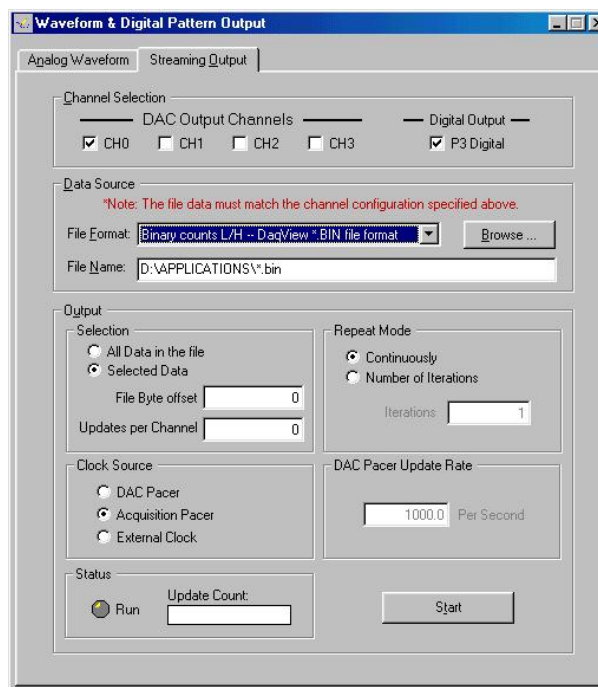 Waveform & Digital Pattern Output
Analog Waveform Streaming Output
Channel Selection
DAC Output Channels Digital Output
CH0 CH1 CH2 CH3 P3 Digital
Data Source
*Note: The file data must match the channel configuration specified above.
File Format: Binary counts L/H -- DaqView *.BIN file format Browse ...
File Name: D:\APPLICATIONS\*.bin
Output
Selection
All Data in the file
Selected Data
File Byte offset 0
Updates per Channel 0
Repeat Mode
Continuously
Number of Iterations
Iterations 1
Clock Source
DAC Pacer
Acquisition Pacer
External Clock
DAC Pacer Update Rate
1000.0 Per Second
Status
Run
Update Count:
Start